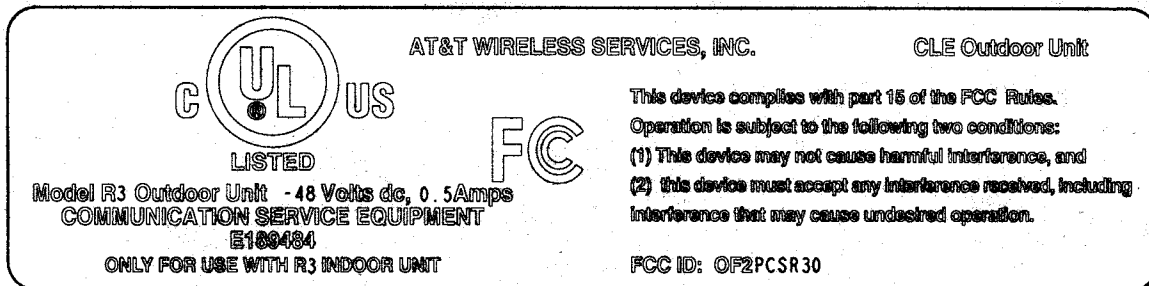 AT&T WIRELESS SERVICES, INC.
CLE Outdoor Unit
C UL ® US
LISTED
FC
Model R3 Outdoor Unit -48 Volts dc, 0.5Amps
COMMUNICATION SERVICE EQUIPMENT
E189484
ONLY FOR USE WITH R3 INDOOR UNIT
This device complies with part 15 of the FCC Rules.
Operation is subject to the following two conditions:
(1) This device may not cause harmful interference, and
(2) this device must accept any interference received, including
interference that may cause undesired operation.
FCC ID: OF2PCSR30